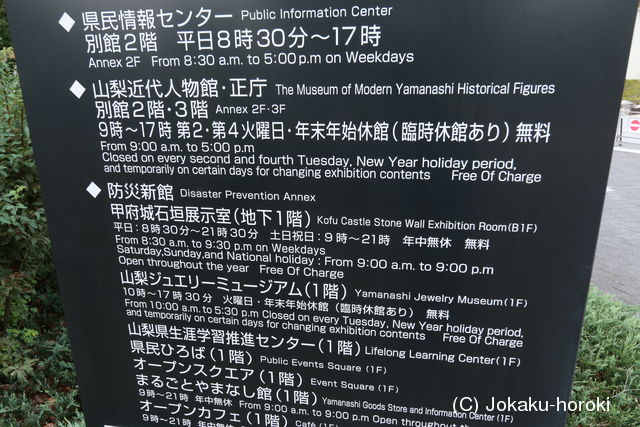 ◆ 県民情報センター Public Information Center
別館2階 平日8時30分～17時
Annex 2F From 8:30 a.m. to 5:00 p.m on Weekdays
◆ 山梨近代人物館・正庁 The Museum of Modern Yamanashi Historical Figures
別館2階・3階 Annex 2F・3F
9時～17時 第2・第4火曜日・年末年始休館（臨時休館あり）無料
From 9:00 a.m. to 5:00 p.m
Closed on every second and fourth Tuesday, New Year holiday period,
and temporarily on certain days for changing exhibition contents Free Of Charge
◆ 防災新館 Disaster Prevention Annex
甲府城石垣展示室（地下1階） Kofu Castle Stone Wall Exhibition Room(B1F)
平日：8時30分～21時30分 土日祝日：9時～21時 年中無休 無料
From 8:30 a.m. to 9:30 p.m on Weekdays
Saturday,Sunday,and National holiday : From 9:00 a.m. to 9:00 p.m
Open throughout the year Free Of Charge
山梨ジュエリーミュージアム（1階） Yamanashi Jewelry Museum(1F)
10時～17時30分 火曜日・年末年始休館（臨時休館あり） 無料
From 10:00 a.m. to 5:30 p.m Closed on every Tuesday, New Year holiday period,
and temporarily on certain days for changing exhibition contents Free Of Charge
山梨県生涯学習推進センター（1階） Lifelong Learning Center(1F)
県民ひろば（1階） Public Events Square (1F)
オープンスクエア（1階） Event Square (1F)
まるごとやまなし館（1階） Yamanashi Goods Store and Information Center (1F)
9時～21時 年中無休 From 9:00 a.m. to 9:00 p.m Open throughout
オープンカフェ（1階） Café
9時～21時 年中無休
(C) Jokaku-horoki